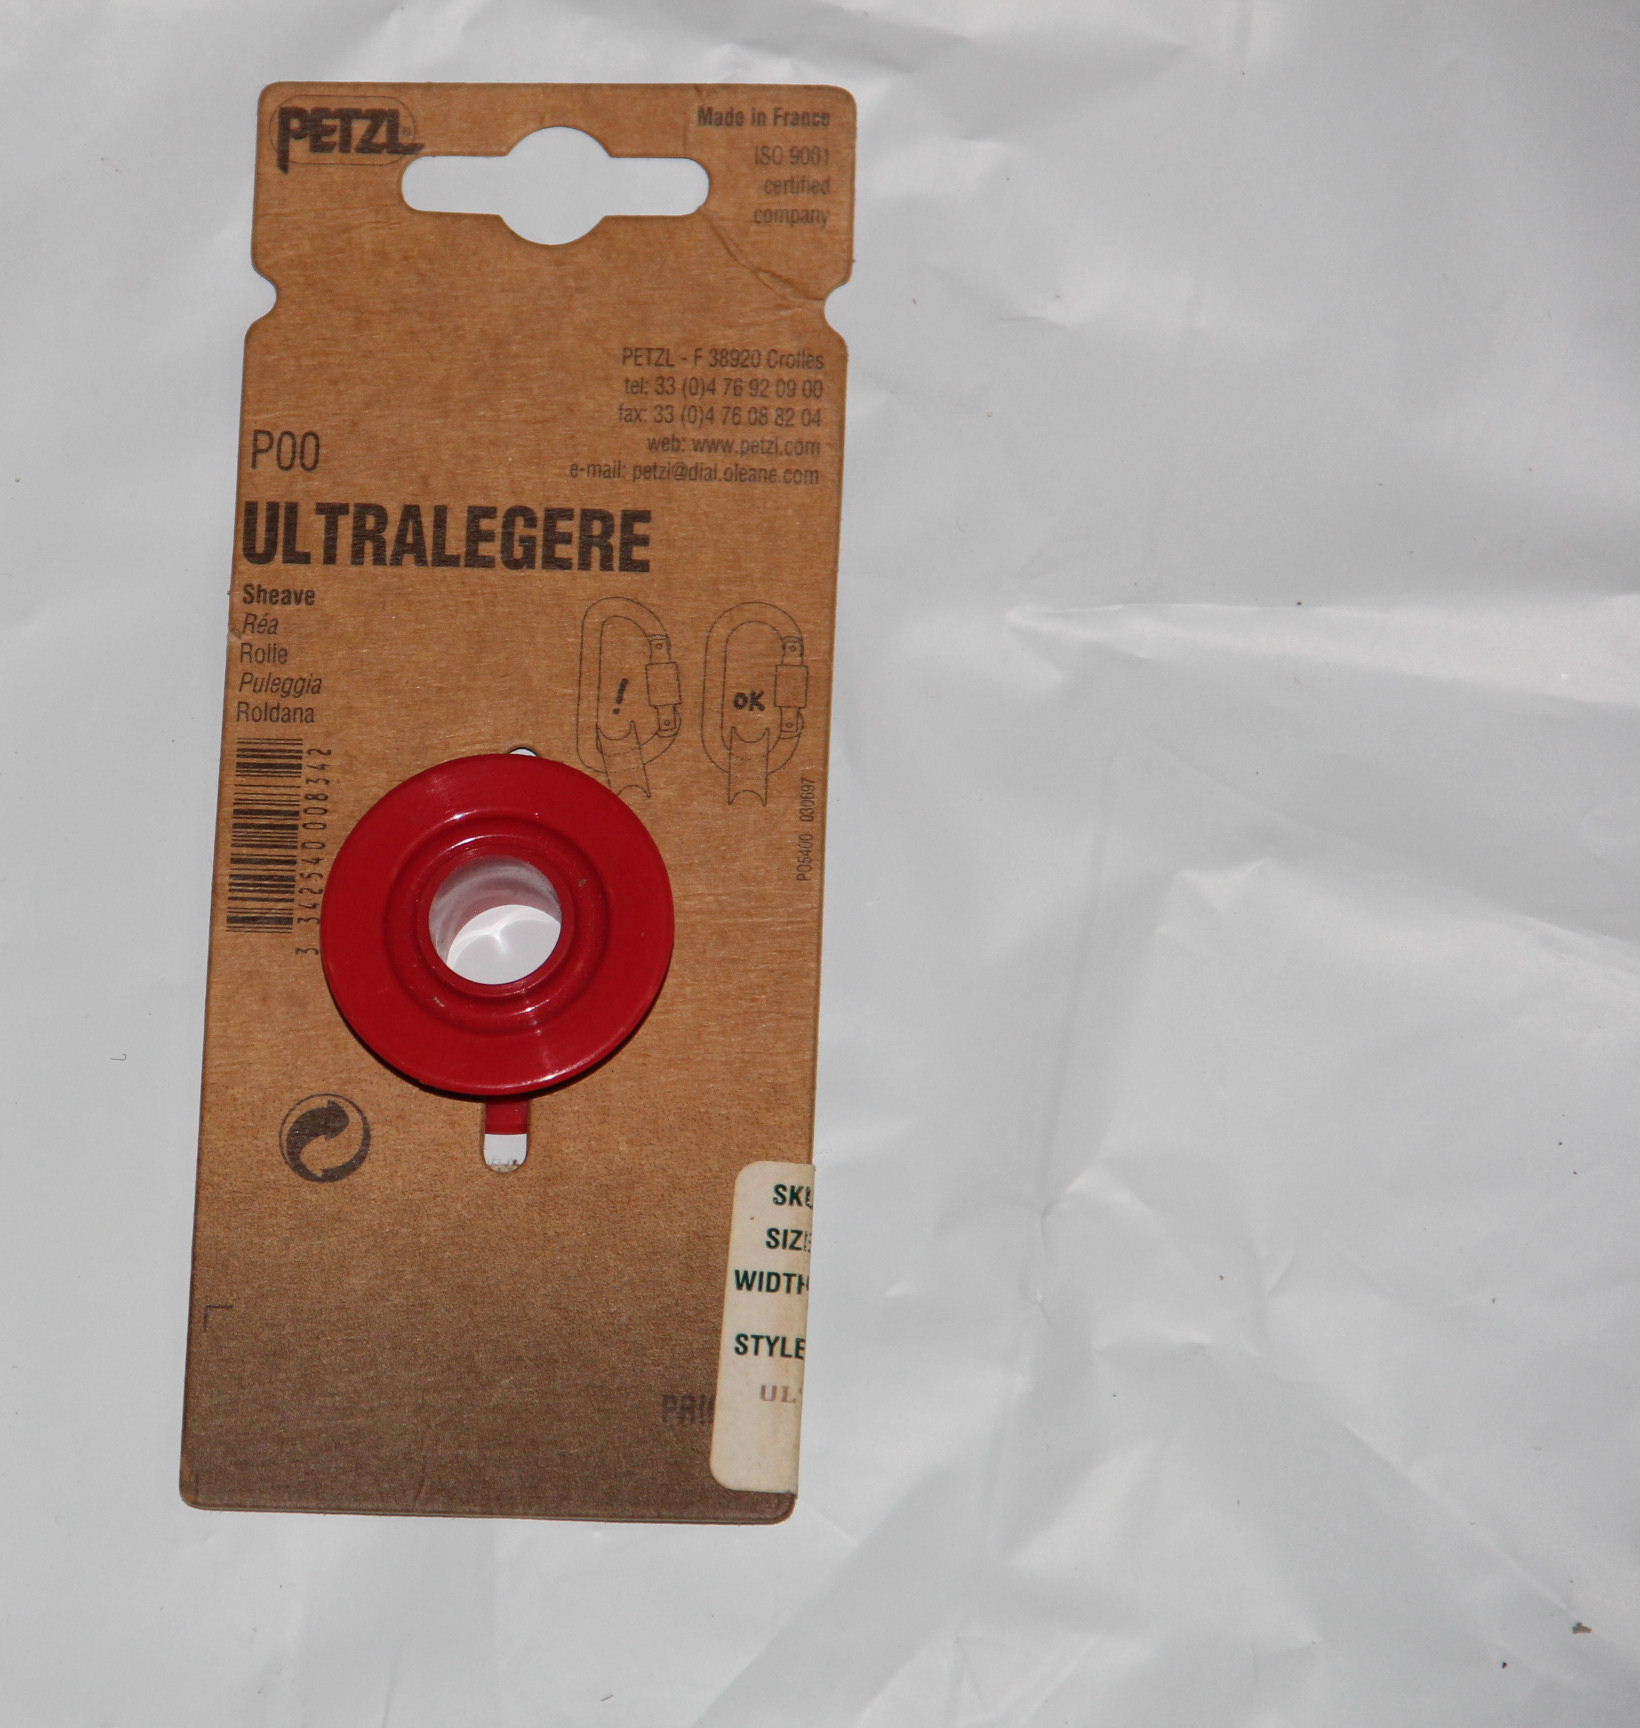 PETZL®
Made in France
ISO 9001
certified
company
PETZL - F 38920 Crolles
tel: 33 (0)4 76 92 09 00
fax: 33 (0)4 76 08 82 04
web: www.petzl.com
e-mail: petzl@dial.oleane.com
P00
ULTRALEGERE
Sheave
Réa
Rolle
Puleggia
Roldana
!
OK
3 342540 008342
P05400 030697
SKU
SIZE
WIDTH
STYLE
UL
PRI